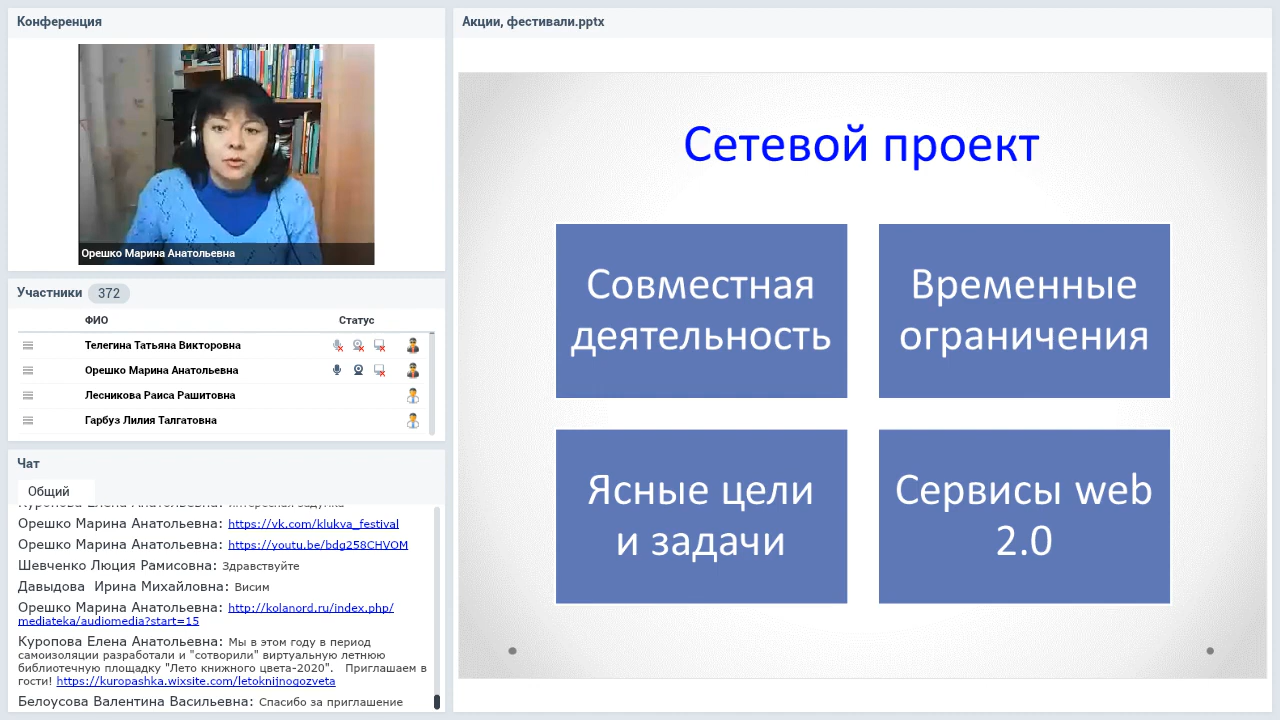 Конференция
Орешко Марина Анатольевна
Участники 372
ФИО Статус
Телегина Татьяна Викторовна
Орешко Марина Анатольевна
Лесникова Раиса Рашитовна
Гарбуз Лилия Талгатовна
Чат
Общий
Куропова Елена Анатольевна: Интересная задумка
Орешко Марина Анатольевна: https://vk.com/klukva_festival
Орешко Марина Анатольевна: https://youtu.be/bdg258CHVOM
Шевченко Люция Рамисовна: Здравствуйте
Давыдова Ирина Михайловна: Висим
Орешко Марина Анатольевна: http://kolanord.ru/index.php/
mediateka/audiomedia?start=15
Куропова Елена Анатольевна: Мы в этом году в период
самоизоляции разработали и "сотворили" виртуальную летнюю
библиотечную площадку "Лето книжного цвета-2020". Приглашаем в
гости! https://kuropashka.wixsite.com/letoknijnogozveta
Белоусова Валентина Васильевна: Спасибо за приглашение
Акции, фестивали.pptx
Сетевой проект
Совместная
деятельность
Временные
ограничения
Ясные цели
и задачи
Сервисы web
2.0